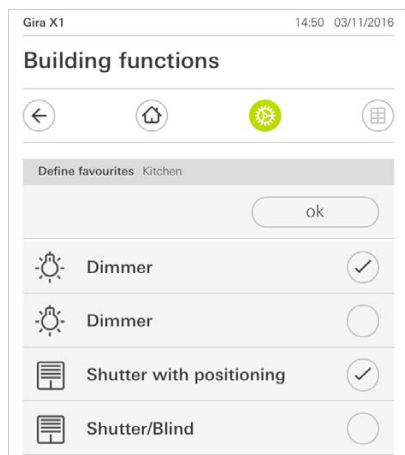 Gira X1 14:50 03/11/2016
Building functions
Define favourites Kitchen
ok
Dimmer
Dimmer
Shutter with positioning
Shutter/Blind